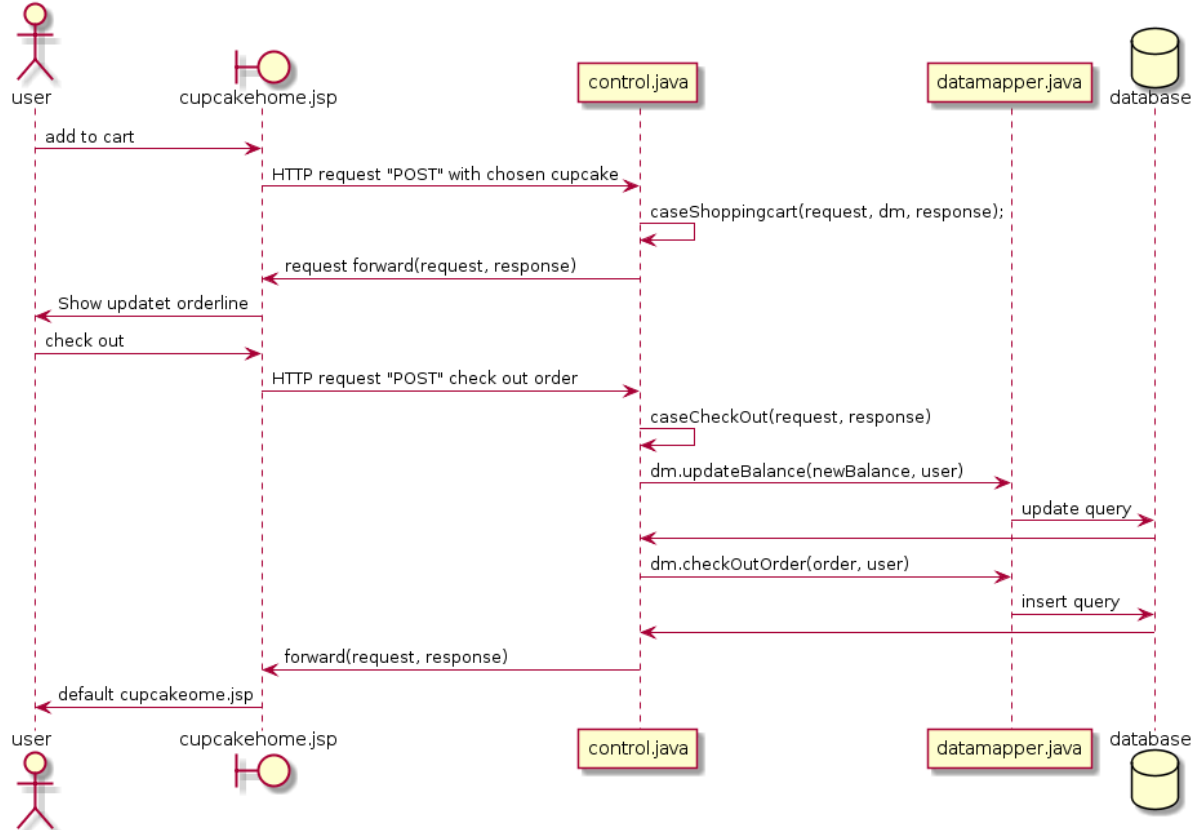 user
cupcakehome.jsp
control.java
datamapper.java
database
add to cart
HTTP request "POST" with chosen cupcake
caseShoppingcart(request, dm, response);
request forward(request, response)
Show updatet orderline
check out
HTTP request "POST" check out order
caseCheckOut(request, response)
dm.updateBalance(newBalance, user)
update query
dm.checkOutOrder(order, user)
insert query
forward(request, response)
default cupcakeome.jsp
user
cupcakehome.jsp
control.java
datamapper.java
database